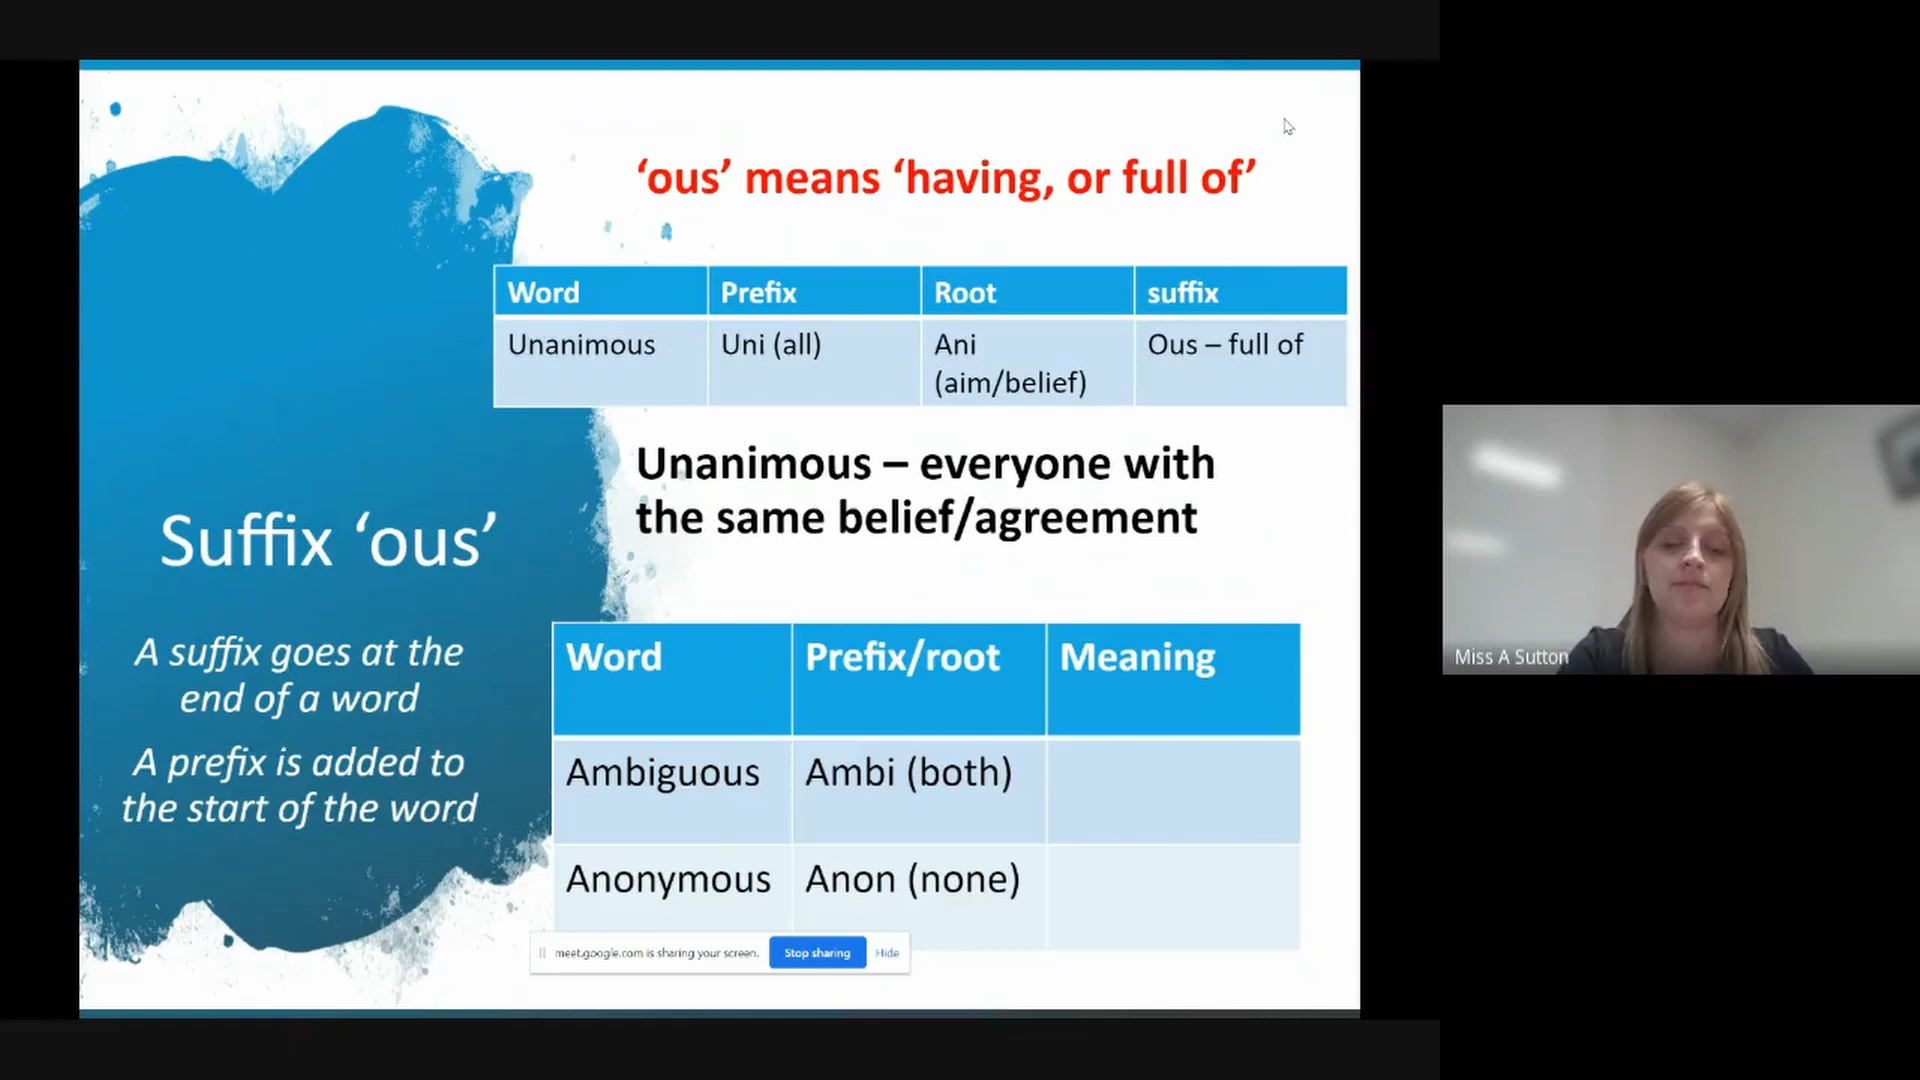 ‘ous’ means ‘having, or full of’
Word Prefix Root suffix
Unanimous Uni (all) Ani Ous – full of
(aim/belief)
Unanimous – everyone with
the same belief/agreement
Suffix ‘ous’
A suffix goes at the
end of a word
A prefix is added to
the start of the word
Word Prefix/root Meaning
Ambiguous Ambi (both)
Anonymous Anon (none)
meet.google.com is sharing your screen. Stop sharing Hide
Miss A Sutton